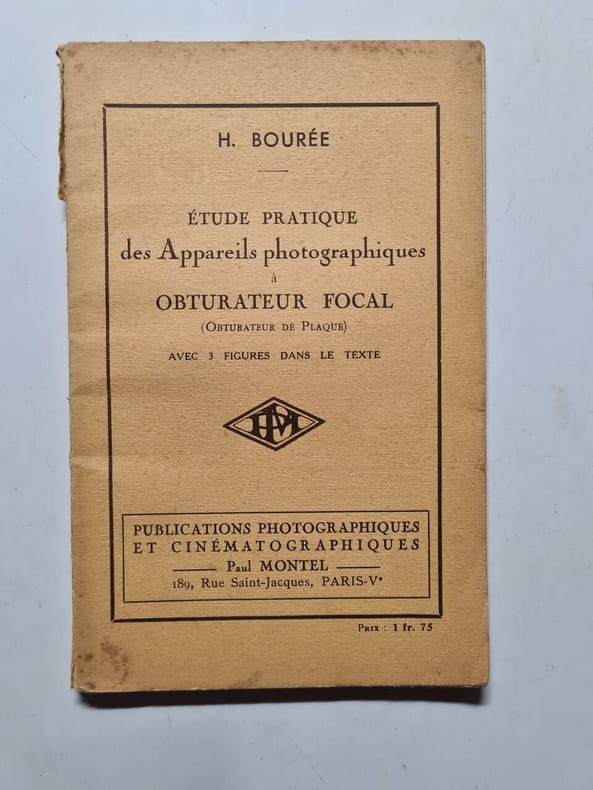 H. BOURÉE
ÉTUDE PRATIQUE
des Appareils photographiques
à
OBTURATEUR FOCAL
(OBTURATEUR DE PLAQUE)
AVEC 3 FIGURES DANS LE TEXTE
PUBLICATIONS PHOTOGRAPHIQUES
ET CINÉMATOGRAPHIQUES
Paul MONTEL
189, Rue Saint-Jacques, PARIS-Vᵉ
PRIX : 1 fr. 75